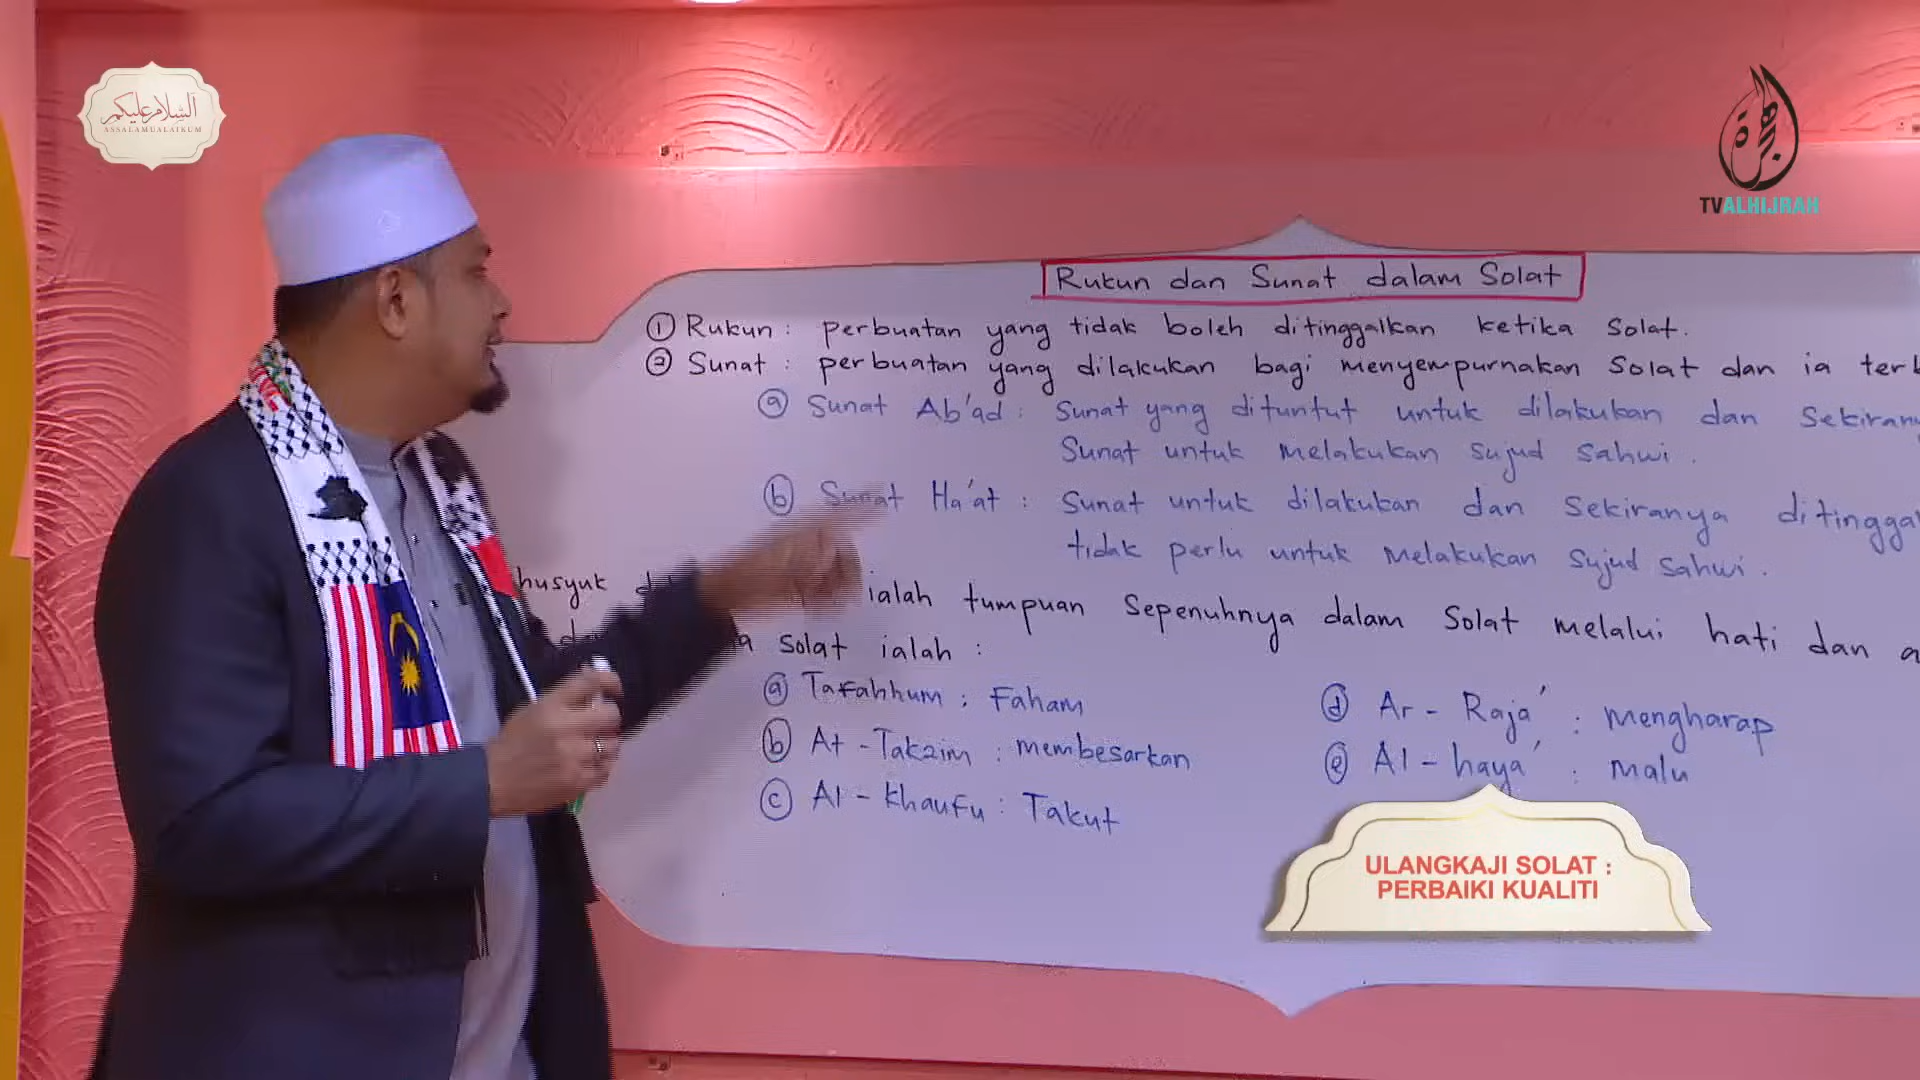 السلام عليكم
ASSALAMUALAIKUM
TVALHIJRAH
Rukun dan Sunat dalam Solat
① Rukun : perbuatan yang tidak boleh ditinggalkan ketika solat.
② Sunat : perbuatan yang dilakukan bagi menyempurnakan solat dan ia terb
ⓐ Sunat Ab'ad : Sunat yang dituntut untuk dilakukan dan sekirany
Sunat untuk melakukan sujud sahwi .
ⓑ Sunat Ha'at : Sunat untuk dilakukan dan sekiranya ditinggal
tidak perlu untuk melakukan sujud sahwi .
husyuk ialah tumpuan sepenuhnya dalam solat melalui hati dan a
solat ialah :
ⓐ Tafahhum : Faham
ⓑ At - Takzim : membesarkan
ⓒ Al - Khaufu : Takut
ⓓ Ar - Raja' : mengharap
ⓔ Al - haya' : malu
ULANGKAJI SOLAT :
PERBAIKI KUALITI